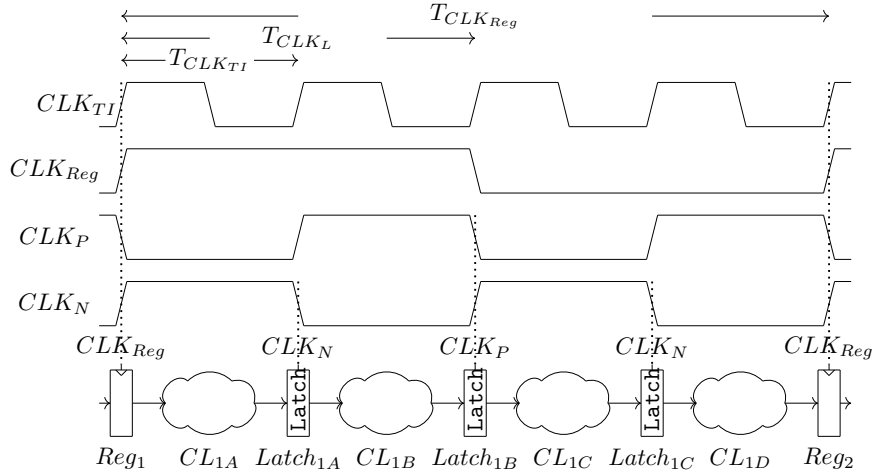 T_{CLK_{Reg}}
T_{CLK_L}
T_{CLK_{TI}}
CLK_{TI}
CLK_{Reg}
CLK_P
CLK_N
CLK_{Reg} CLK_N CLK_P CLK_N CLK_{Reg}
Latch Latch Latch
Reg_1 CL_{1A} Latch_{1A} CL_{1B} Latch_{1B} CL_{1C} Latch_{1C} CL_{1D} Reg_2